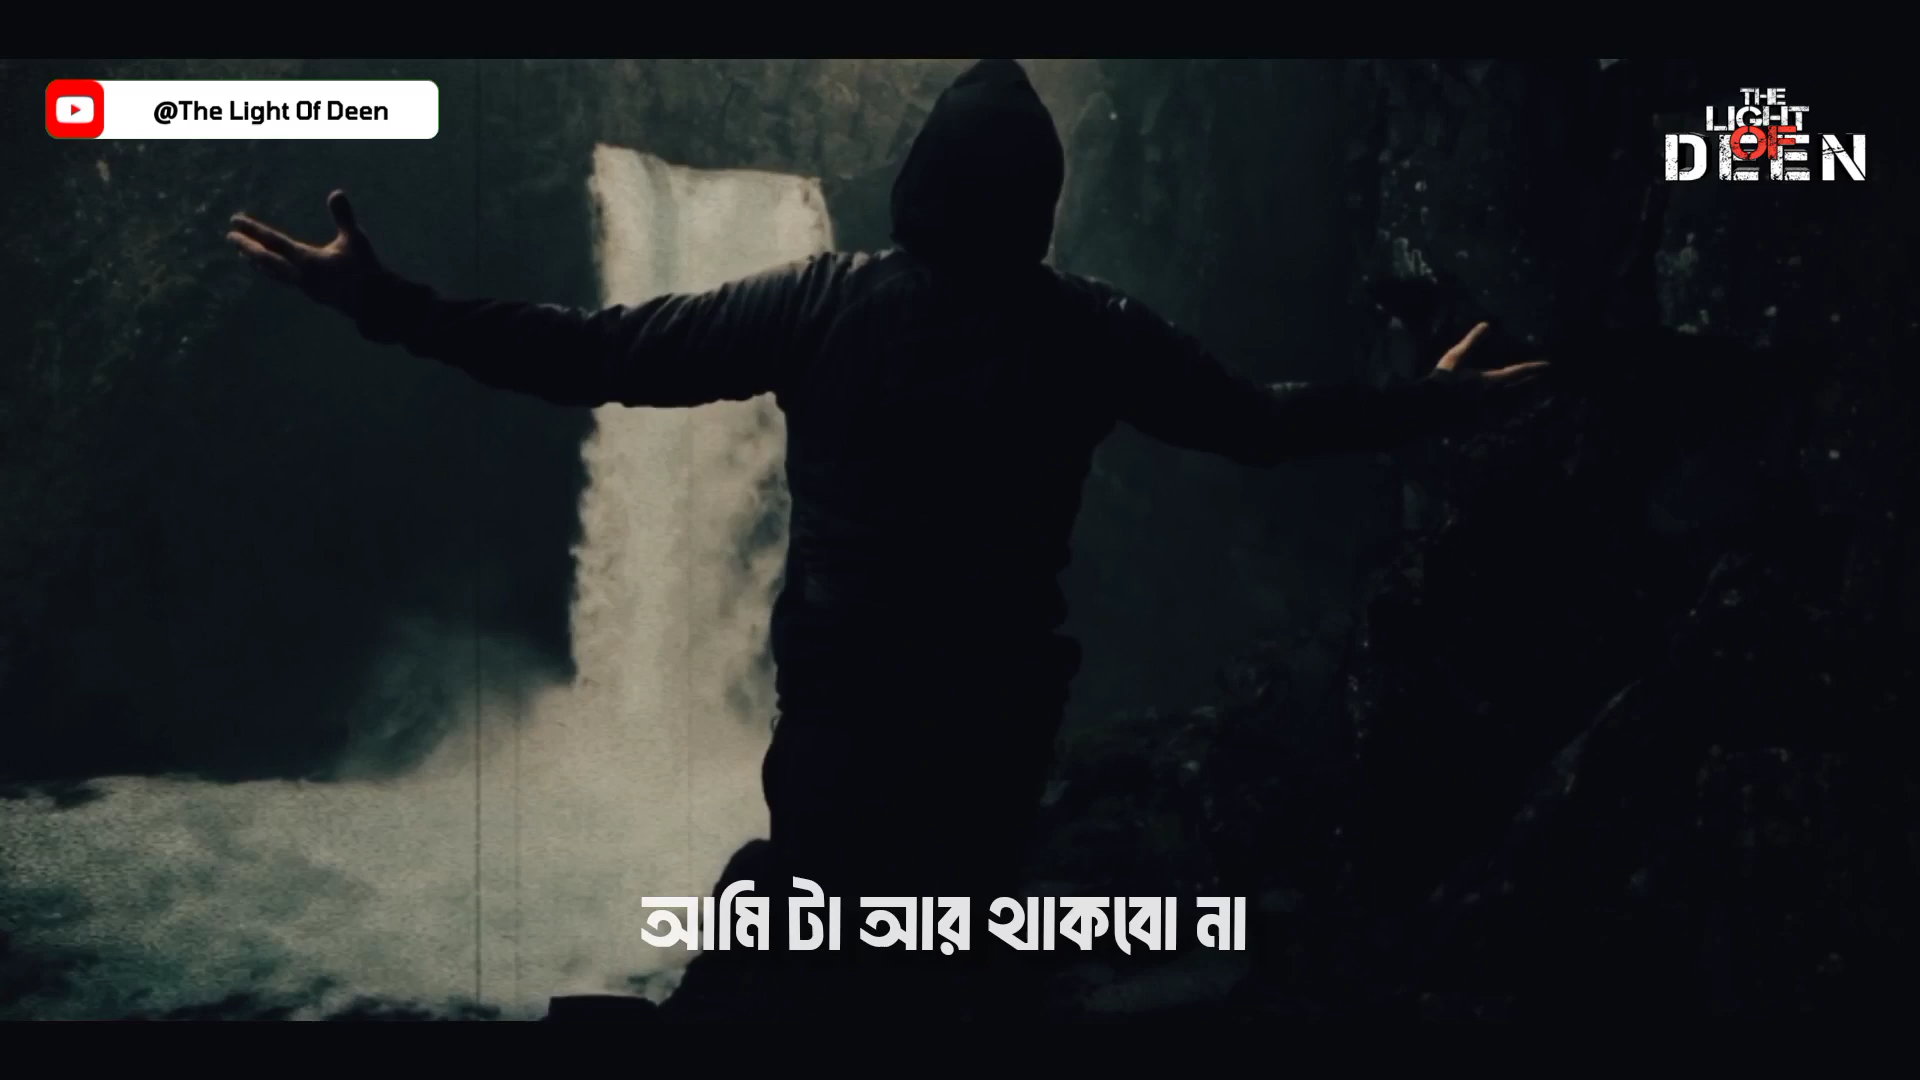 @The Light Of Deen
THE
LIGHT
OF
DEEN
আমি টা আর থাকবো না